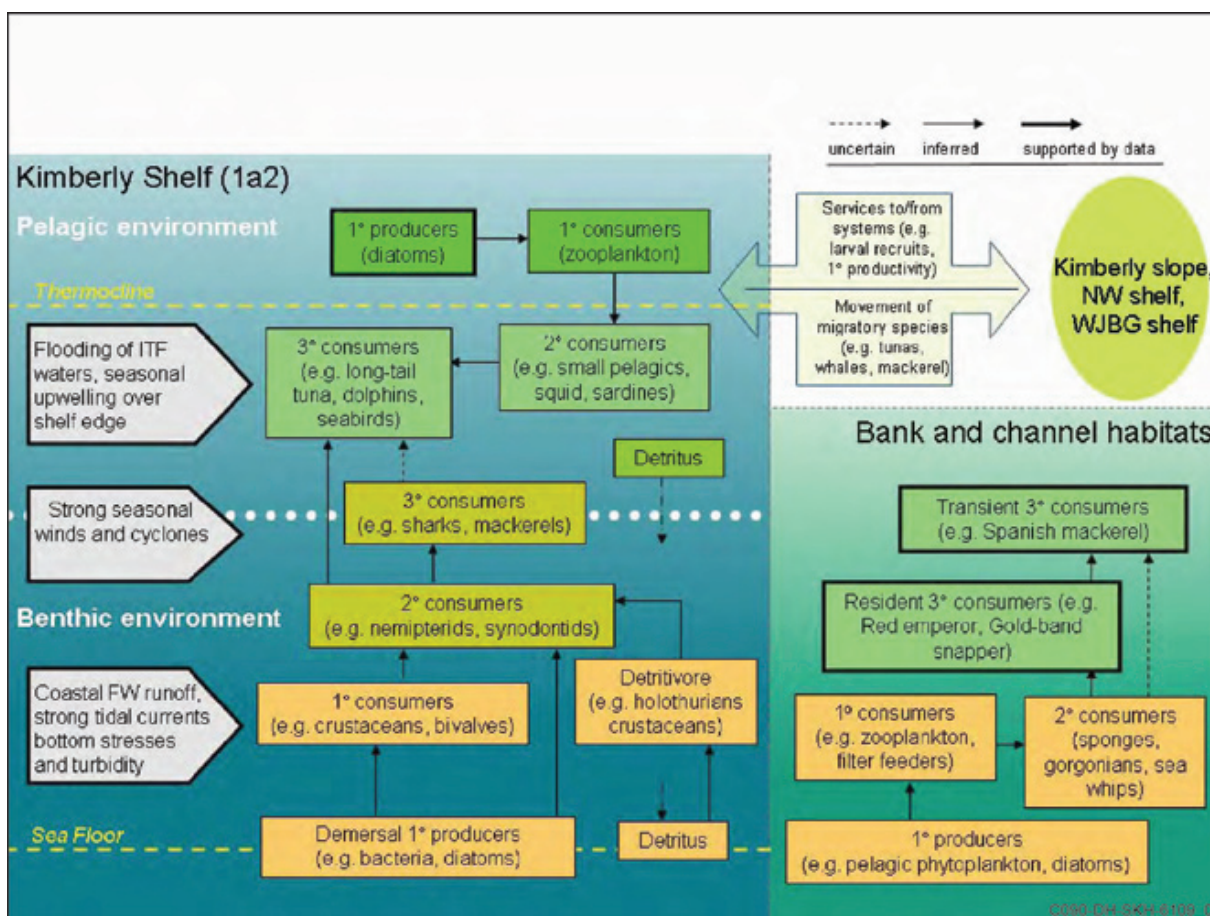 uncertain
inferred
supported by data
Kimberly Shelf (1a2)
Pelagic environment
1° producers
(diatoms)
1° consumers
(zooplankton)
Thermocline
Flooding of ITF
waters, seasonal
upwelling over
shelf edge
3° consumers
(e.g. long-tail
tuna, dolphins,
seabirds)
2° consumers
(e.g. small pelagics,
squid, sardines)
Detritus
Strong seasonal
winds and cyclones
3° consumers
(e.g. sharks, mackerels)
Benthic environment
2° consumers
(e.g. nemipterids, synodontids)
Coastal FW runoff,
strong tidal currents
bottom stresses
and turbidity
1° consumers
(e.g. crustaceans, bivalves)
Detritivore
(e.g. holothurians
crustaceans)
Sea Floor
Demersal 1° producers
(e.g. bacteria, diatoms)
Detritus
Services to/from
systems (e.g.
larval recruits,
1° productivity)
Movement of
migratory species
(e.g. tunas,
whales, mackerel)
Kimberly slope,
NW shelf,
WJBG shelf
Bank and channel habitats
Transient 3° consumers
(e.g. Spanish mackerel)
Resident 3° consumers (e.g.
Red emperor, Gold-band
snapper)
1° consumers
(e.g. zooplankton,
filter feeders)
2° consumers
(sponges,
gorgonians, sea
whips)
1° producers
(e.g. pelagic phytoplankton, diatoms)